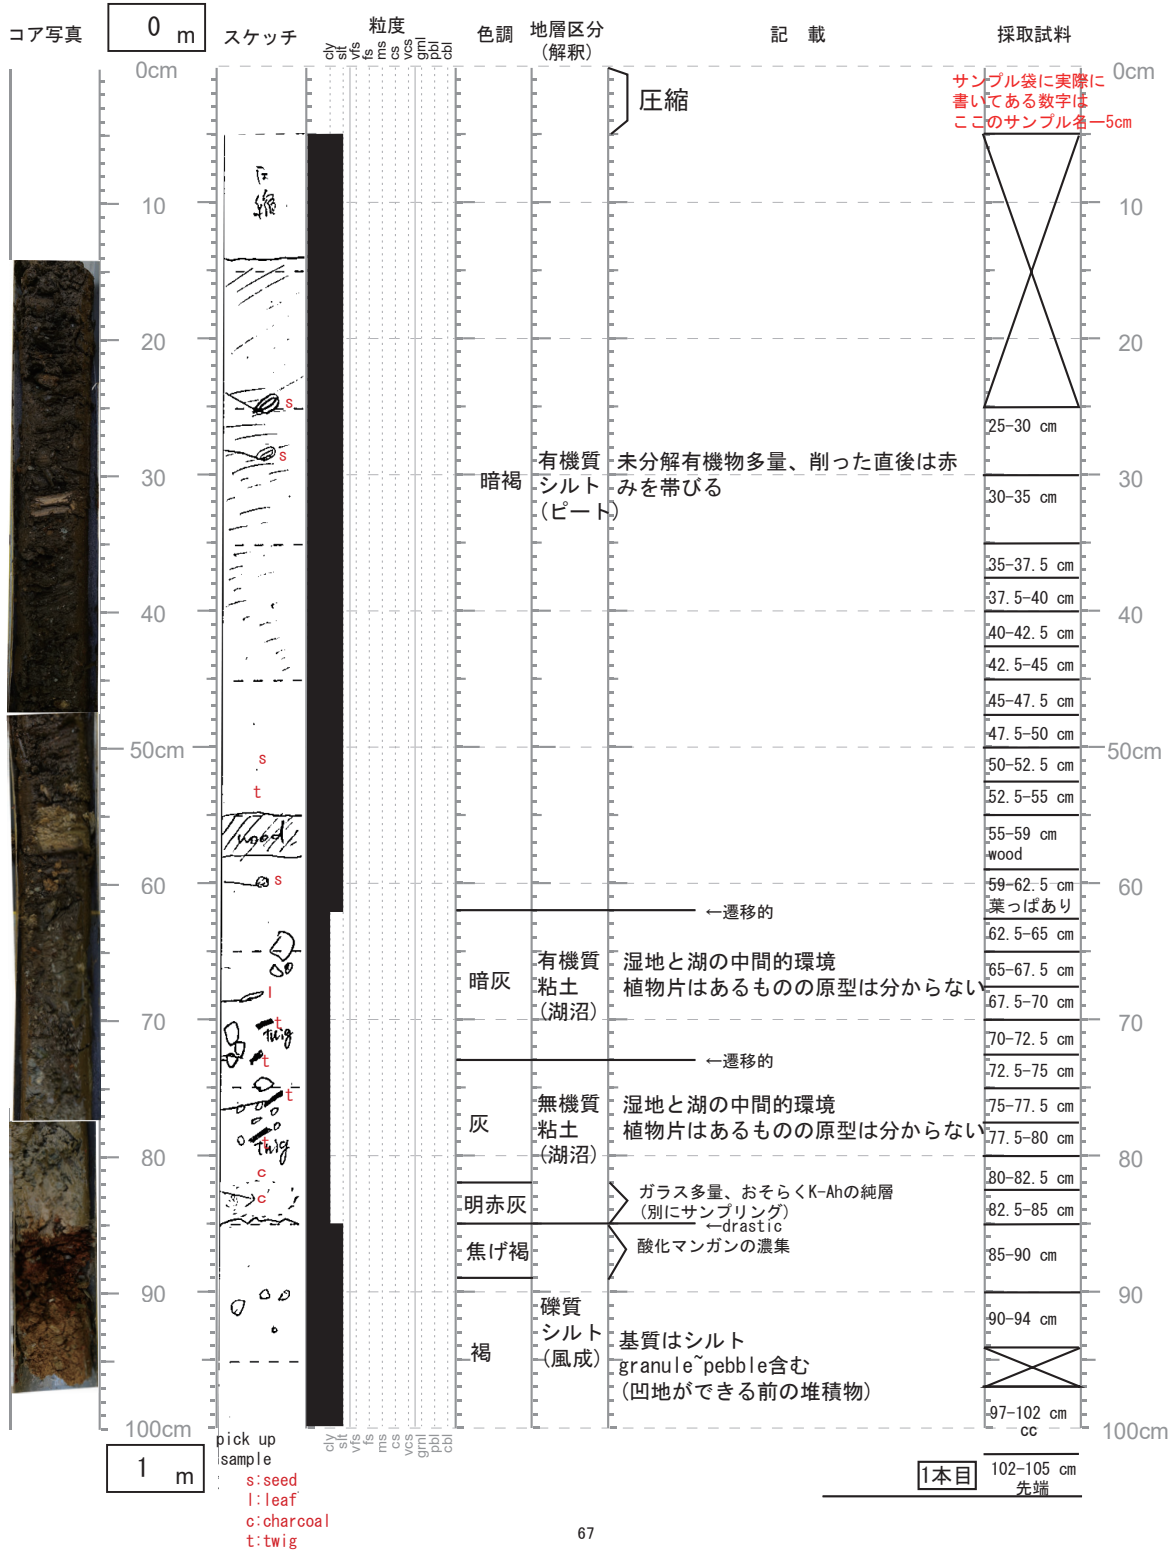 コア写真
0 m
スケッチ
粒度
cly
slt
vfs
fs
ms
cs
vcs
grnl
pbl
cbl
色調
地層区分
(解釈)
記 載
採取試料
0cm
10
20
30
40
50cm
60
70
80
90
100cm
圧縮
s
s
s
t
wood
s
l
t
twig
t
t
t
twig
c
c
圧縮
暗褐
有機質
シルト
(ピート)
未分解有機物多量、削った直後は赤
みを帯びる
←遷移的
暗灰
有機質
粘土
(湖沼)
湿地と湖の中間的環境
植物片はあるものの原型は分からない
←遷移的
灰
無機質
粘土
(湖沼)
湿地と湖の中間的環境
植物片はあるものの原型は分からない
明赤灰
ガラス多量、おそらくK-Ahの純層
(別にサンプリング)
←drastic
焦げ褐
酸化マンガンの濃集
褐
礫質
シルト
(風成)
基質はシルト
granule~pebble含む
(凹地ができる前の堆積物)
サンプル袋に実際に
書いてある数字は
ここのサンプル名ー5cm
25-30 cm
30-35 cm
35-37.5 cm
37.5-40 cm
40-42.5 cm
42.5-45 cm
45-47.5 cm
47.5-50 cm
50-52.5 cm
52.5-55 cm
55-59 cm
wood
59-62.5 cm
葉っぱあり
62.5-65 cm
65-67.5 cm
67.5-70 cm
70-72.5 cm
72.5-75 cm
75-77.5 cm
77.5-80 cm
80-82.5 cm
82.5-85 cm
85-90 cm
90-94 cm
97-102 cm
cc
102-105 cm
先端
0cm
10
20
30
40
50cm
60
70
80
90
100cm
cly
slt
vfs
fs
ms
cs
vcs
grnl
pbl
cbl
1 m
pick up
sample
s:seed
l:leaf
c:charcoal
t:twig
1本目
67